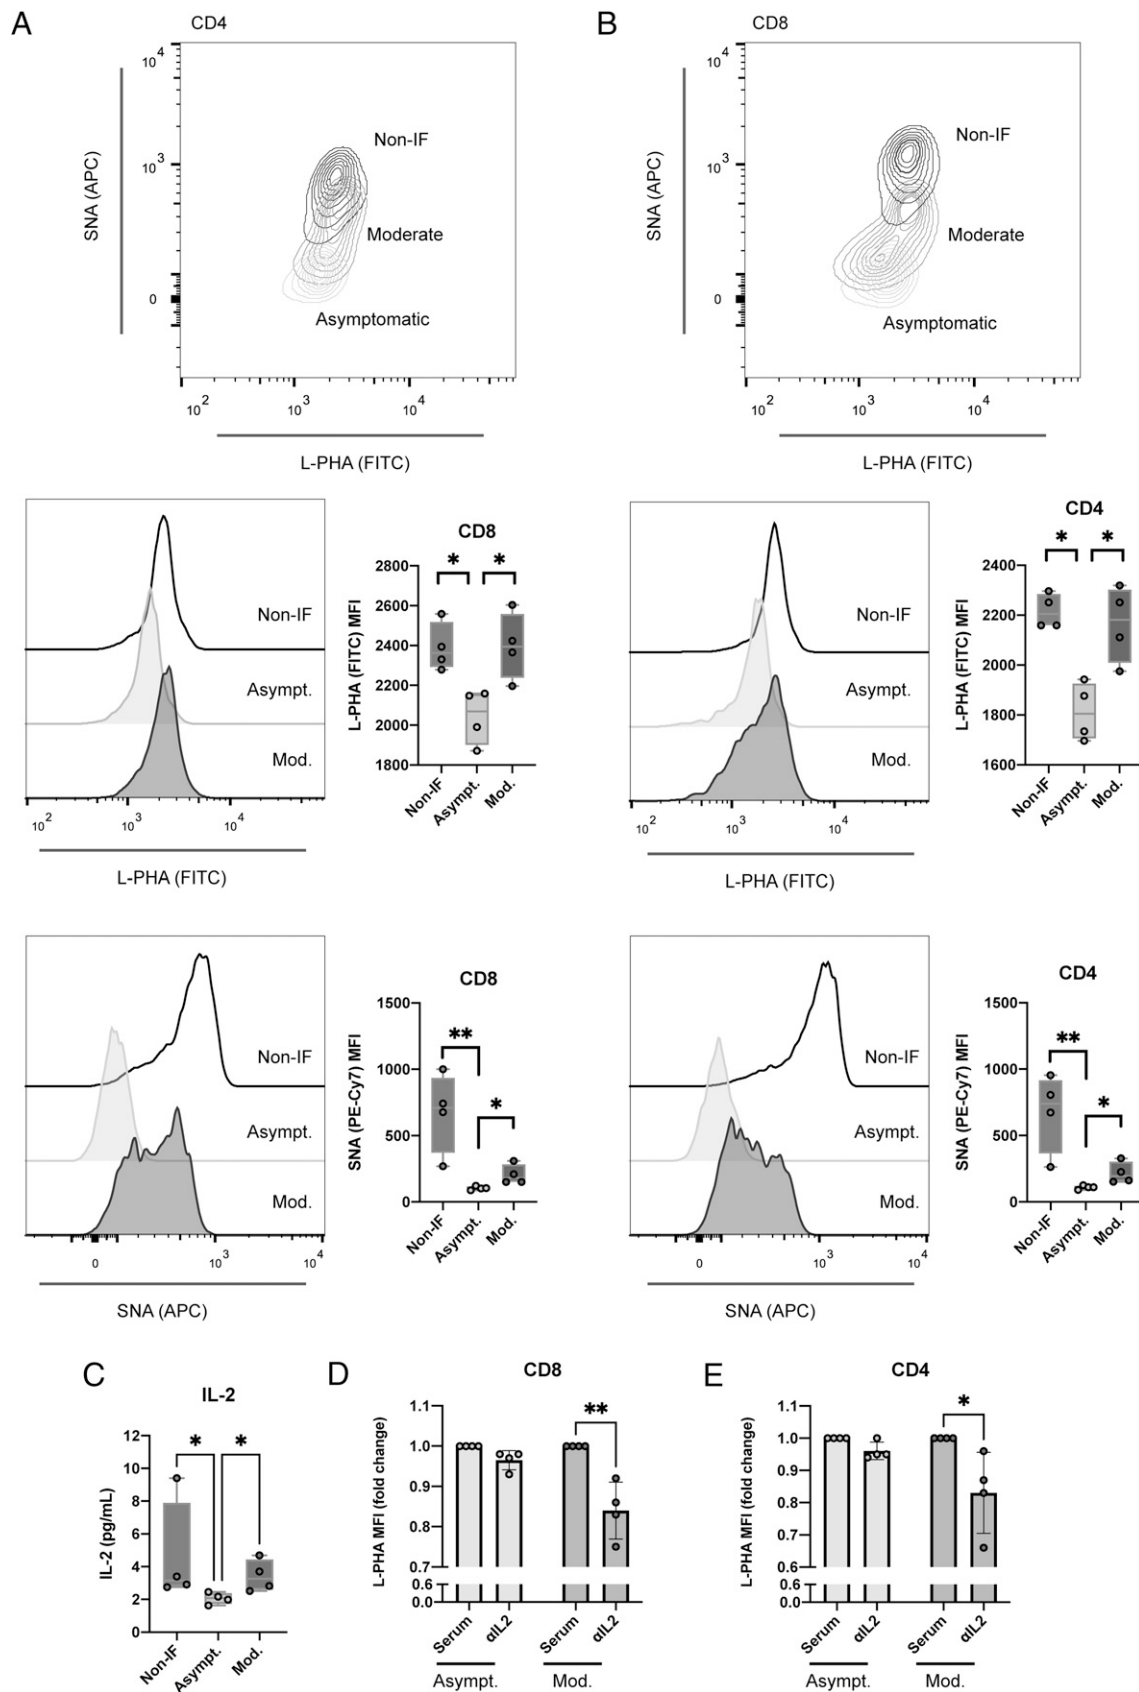 A
CD4
10^4
10^3
0
SNA (APC)
Non-IF
Moderate
Asymptomatic
10^2
10^3
10^4
L-PHA (FITC)
B
CD8
10^4
10^3
0
SNA (APC)
Non-IF
Moderate
Asymptomatic
10^2
10^3
10^4
L-PHA (FITC)
Non-IF
Asympt.
Mod.
10^2
10^3
10^4
L-PHA (FITC)
CD8
* *
L-PHA (FITC) MFI
2800
2600
2400
2200
2000
1800
Non-IF
Asympt.
Mod.
Non-IF
Asympt.
Mod.
10^2
10^3
10^4
L-PHA (FITC)
CD4
* *
L-PHA (FITC) MFI
2400
2200
2000
1800
1600
Non-IF
Asympt.
Mod.
Non-IF
Asympt.
Mod.
0
10^3
10^4
SNA (APC)
CD8
**
*
SNA (PE-Cy7) MFI
1500
1000
500
0
Non-IF
Asympt.
Mod.
Non-IF
Asympt.
Mod.
0
10^3
10^4
SNA (APC)
CD4
**
*
SNA (PE-Cy7) MFI
1500
1000
500
0
Non-IF
Asympt.
Mod.
C
IL-2
* *
IL-2 (pg/mL)
12
10
8
6
4
2
0
Non-IF
Asympt.
Mod.
D
CD8
**
L-PHA MFI (fold change)
1.1
1.0
0.9
0.8
0.7
0.6
0.0
Serum
αIL2
Serum
αIL2
Asympt.
Mod.
E
CD4
*
L-PHA MFI (fold change)
1.1
1.0
0.9
0.8
0.7
0.6
0.6
0.0
Serum
αIL2
Serum
αIL2
Asympt.
Mod.